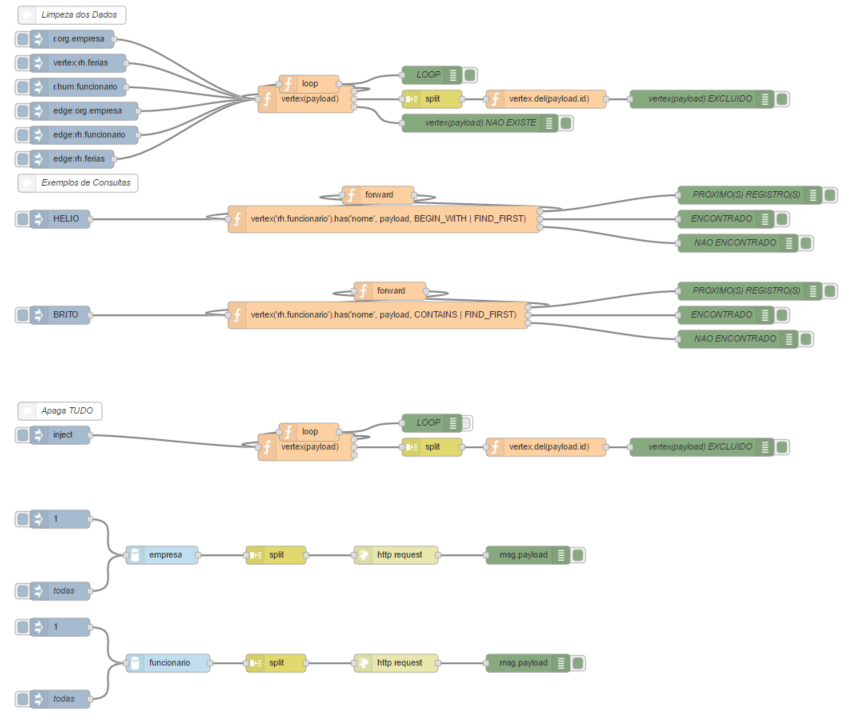 Limpeza dos Dados
r.org.empresa
vertex:rh.ferias
r.hum.funcionario
edge:org.empresa
edge:rh.funcionario
edge:rh.ferias
loop
vertex(payload)
LOOP
split
vertex.del(payload.id)
vertex(payload) EXCLUIDO
vertex(payload) NAO EXISTE
Exemplos de Consultas
HELIO
forward
vertex('rh.funcionario').has('nome', payload, BEGIN_WITH | FIND_FIRST)
PROXIMO(S) REGISTRO(S)
ENCONTRADO
NAO ENCONTRADO
BRITO
forward
vertex('rh.funcionario').has('nome', payload, CONTAINS | FIND_FIRST)
PROXIMO(S) REGISTRO(S)
ENCONTRADO
NAO ENCONTRADO
Apaga TUDO
inject
loop
vertex(payload)
LOOP
split
vertex.del(payload.id)
vertex(payload) EXCLUIDO
1
todas
empresa
split
http request
msg.payload
1
todas
funcionario
split
http request
msg.payload